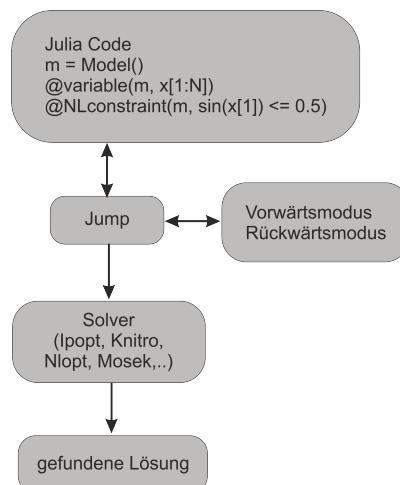 Julia Code
m = Model()
@variable(m, x[1:N])
@NLconstraint(m, sin(x[1]) <= 0.5)
Jump
Vorwärtsmodus
Rückwärtsmodus
Solver
(Ipopt, Knitro,
Nlopt, Mosek,..)
gefundene Lösung